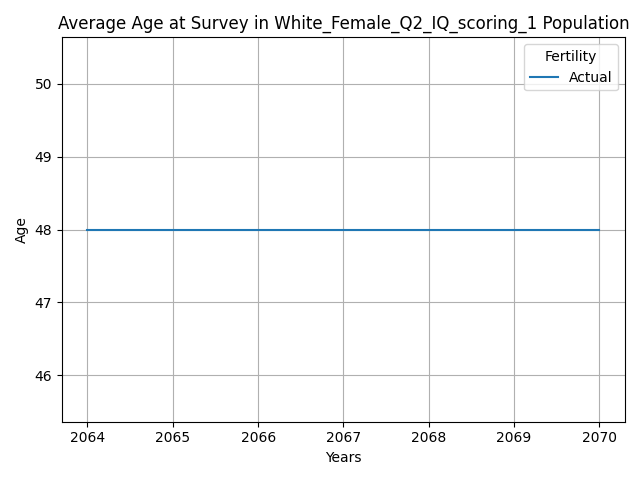 Average Age at Survey in White_Female_Q2_IQ_scoring_1 Population
Fertility
Actual
50
49
48
47
46
Age
2064 2065 2066 2067 2068 2069 2070
Years